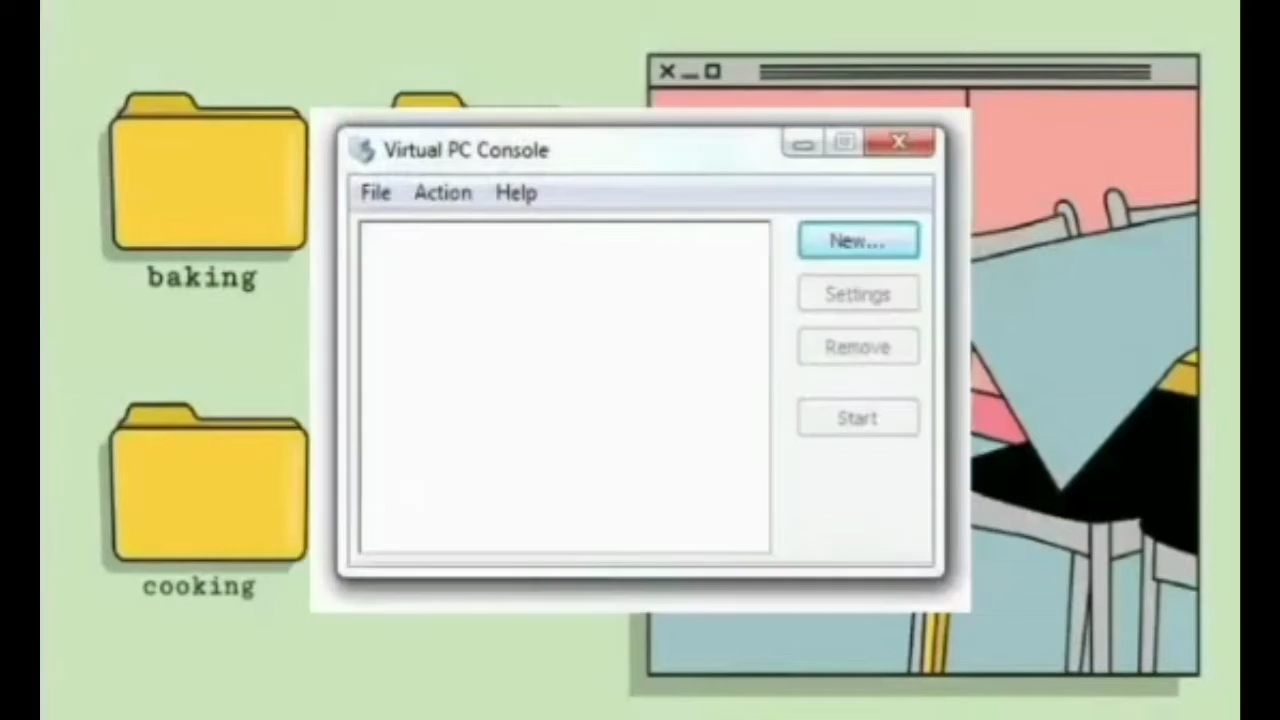 Virtual PC Console
File Action Help
New...
Settings
Remove
Start
baking
cooking